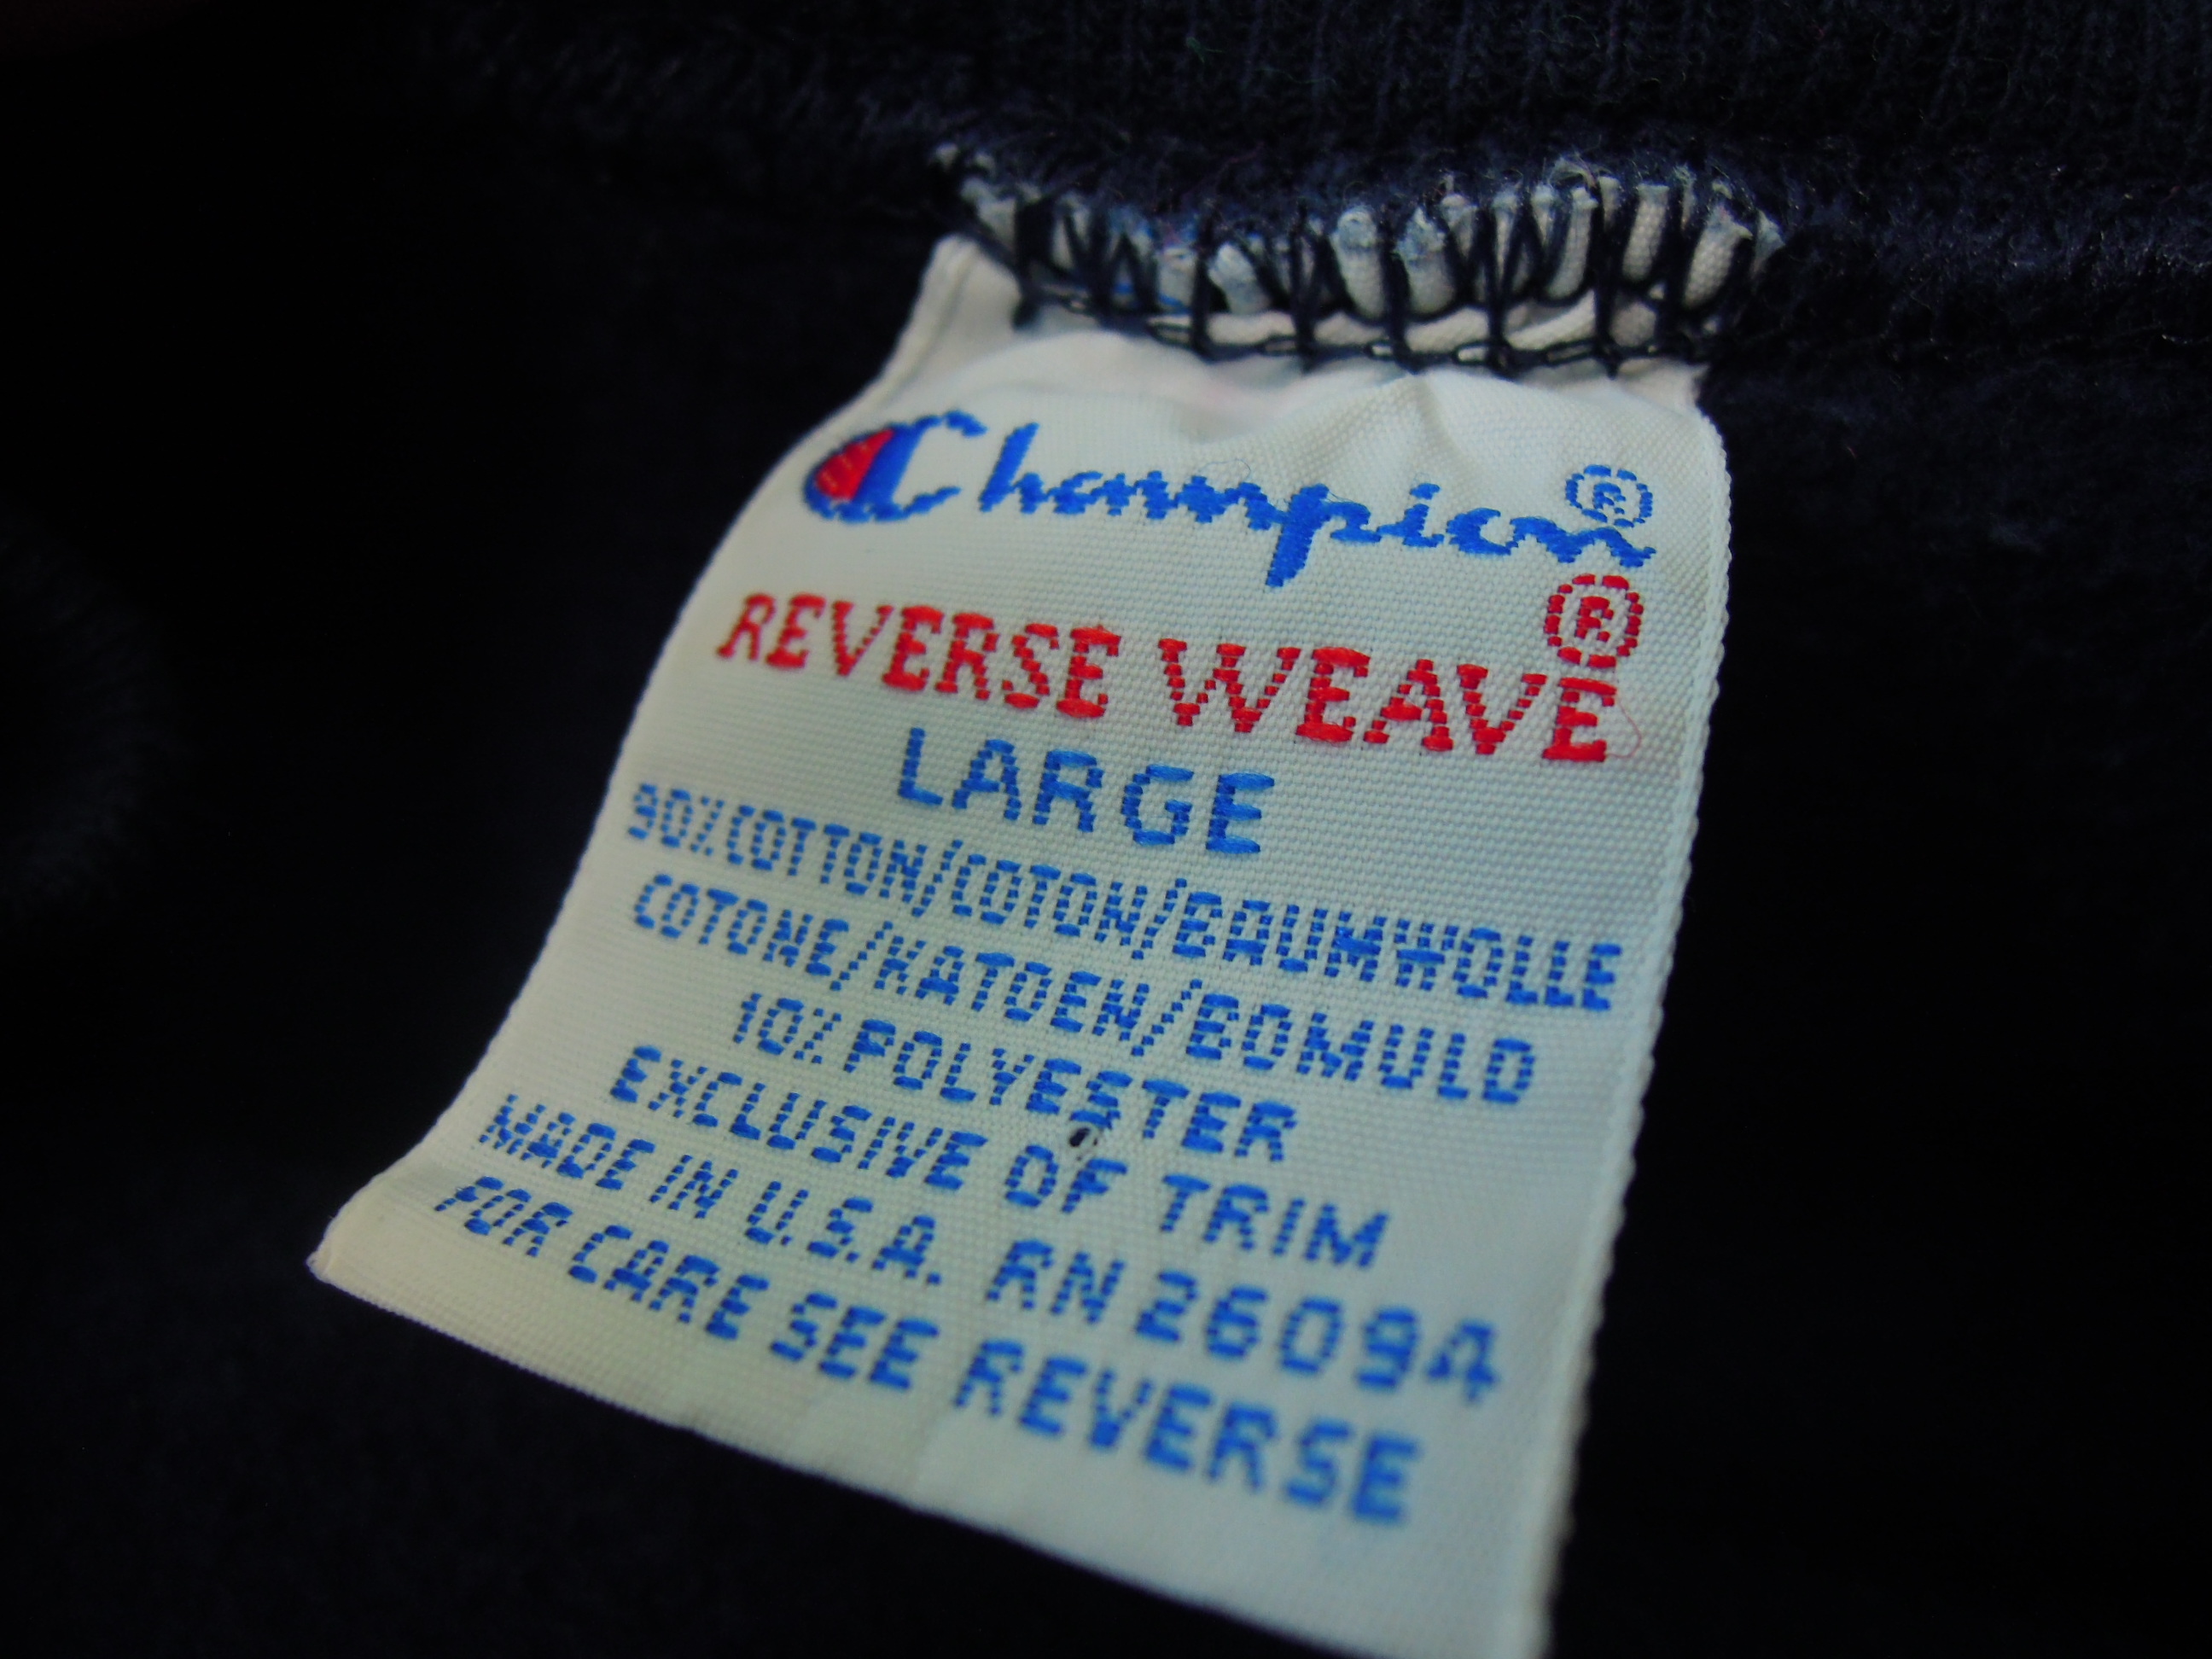 Champion®
REVERSE WEAVE®
LARGE
90% COTTON/COTON/BAUMWOLLE
COTONE/KATOEN/BOMULD
10% POLYESTER
EXCLUSIVE OF TRIM
MADE IN U.S.A. RN 26094
FOR CARE SEE REVERSE